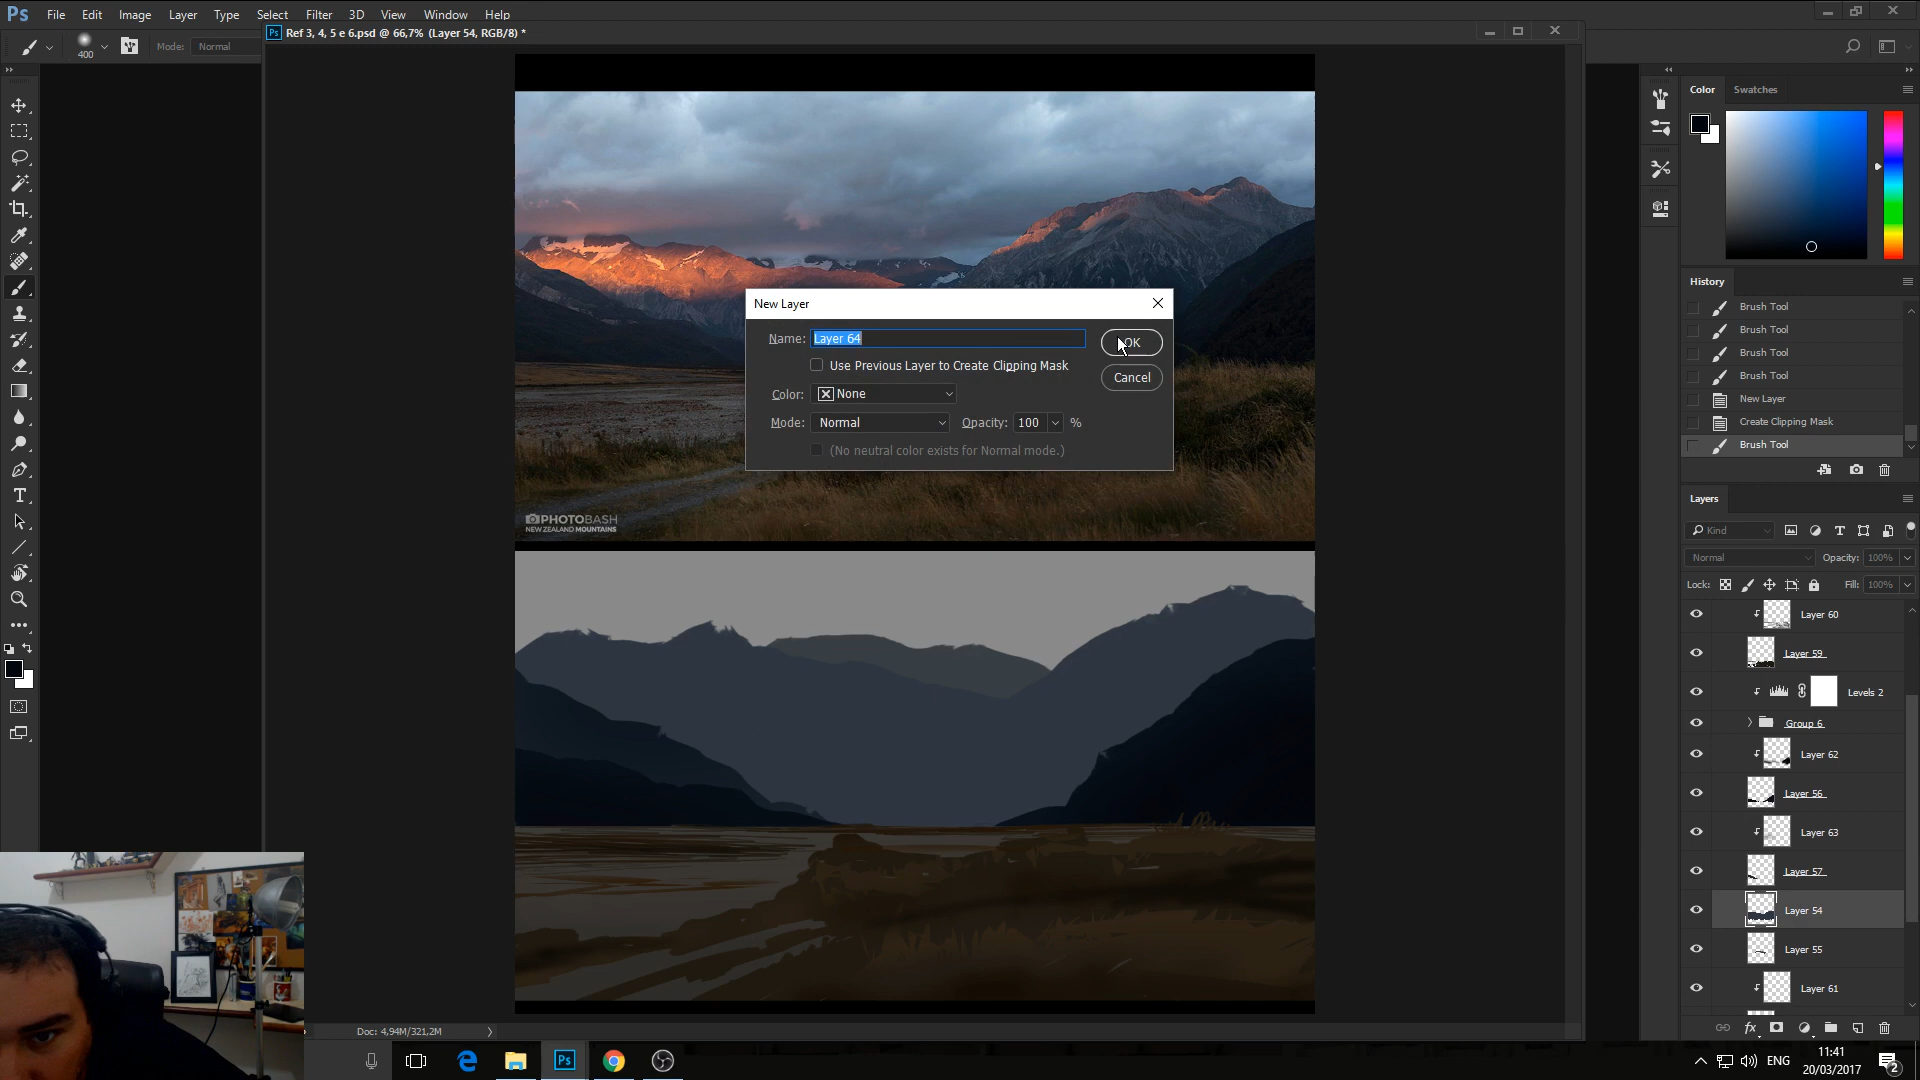 Ps File Edit Image Layer Type Select Filter 3D View Window Help
Ps Ref 3, 4, 5 e 6.psd @ 66,7% (Layer 54, RGB/8) *
400 Mode: Normal
Color Swatches
New Layer
Name: Layer 64 OK
Use Previous Layer to Create Clipping Mask
Cancel
Color: None
Mode: Normal Opacity: 100 %
(No neutral color exists for Normal mode.)
PHOTOBASH
NEW ZEALAND MOUNTAINS
History
Brush Tool
Brush Tool
Brush Tool
Brush Tool
New Layer
Create Clipping Mask
Brush Tool
Layers
Kind
Normal Opacity: 100%
Lock: Fill: 100%
Layer 60
Layer 59
Levels 2
Group 6
Layer 62
Layer 56
Layer 63
Layer 57
Layer 54
Layer 55
Layer 61
fx
Doc: 4,94M/321,2M
Ps
ENG
11:41
20/03/2017
2